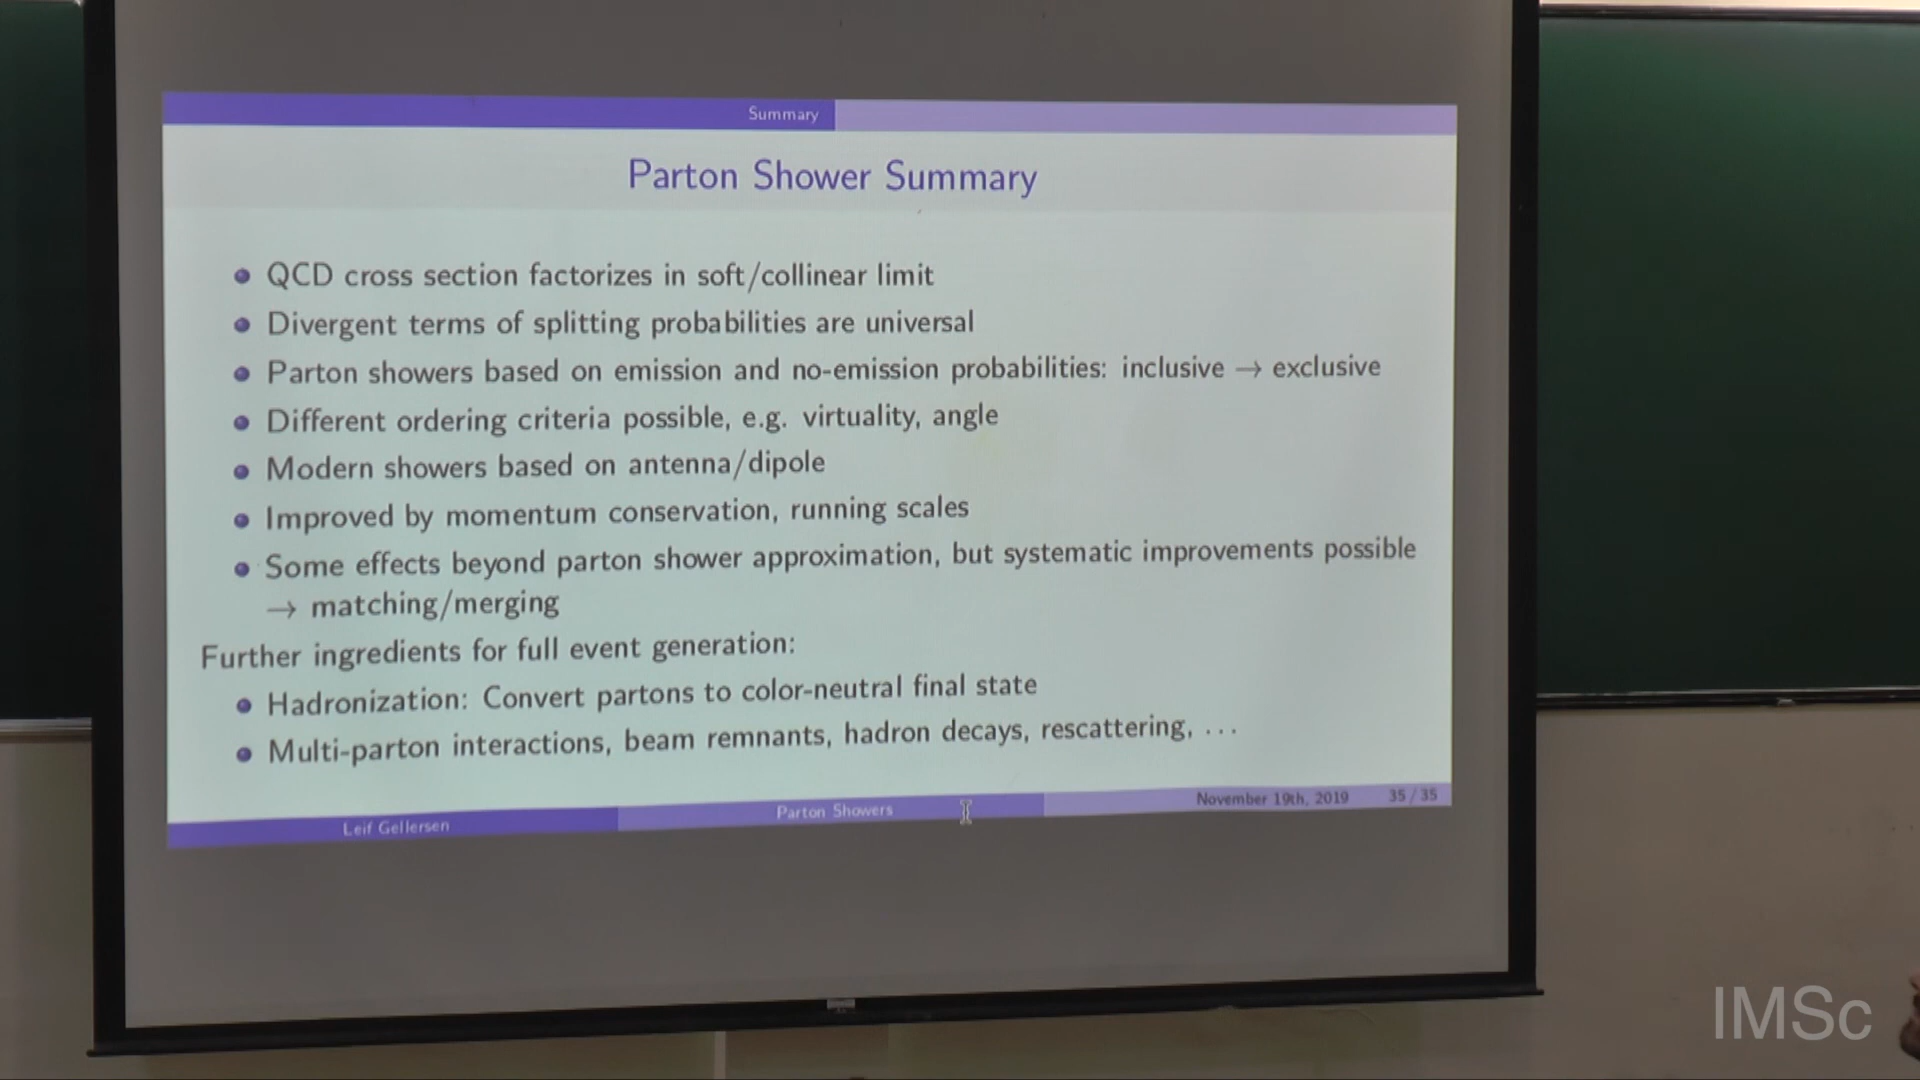 Summary
Parton Shower Summary
QCD cross section factorizes in soft/collinear limit
Divergent terms of splitting probabilities are universal
Parton showers based on emission and no-emission probabilities: inclusive → exclusive
Different ordering criteria possible, e.g. virtuality, angle
Modern showers based on antenna/dipole
Improved by momentum conservation, running scales
Some effects beyond parton shower approximation, but systematic improvements possible
→ matching/merging
Further ingredients for full event generation:
Hadronization: Convert partons to color-neutral final state
Multi-parton interactions, beam remnants, hadron decays, rescattering, ...
Leif Gellersen
Parton Showers
November 19th, 2019
35 / 35
IMSc